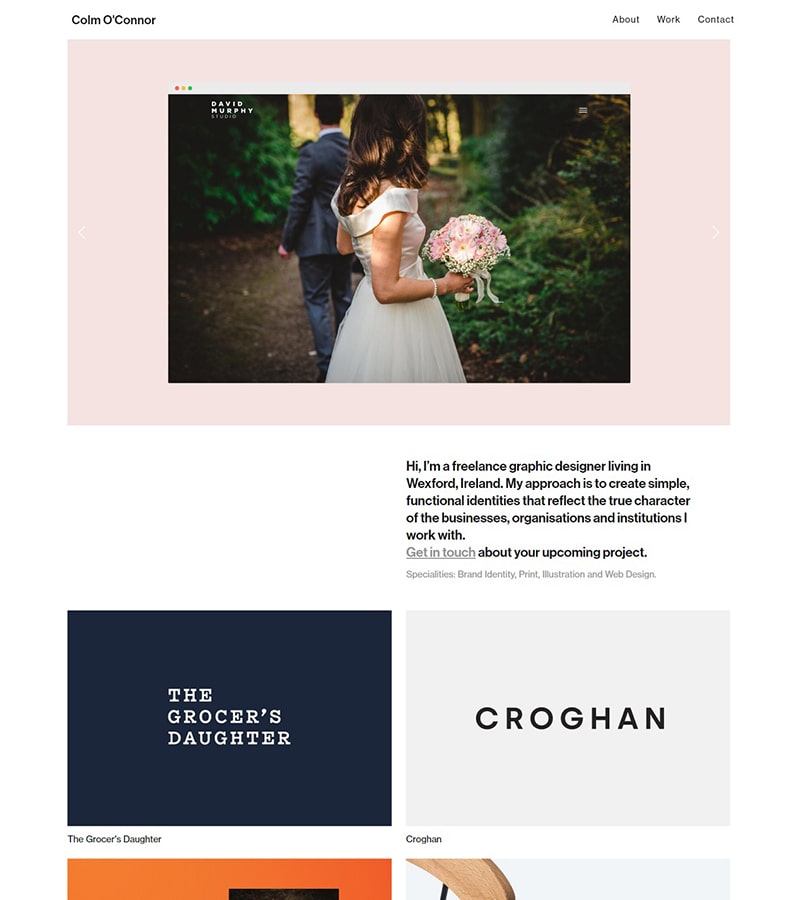 Colm O'Connor
About Work Contact
DAVID
MURPHY
STUDIO
Hi, I'm a freelance graphic designer living in
Wexford, Ireland. My approach is to create simple,
functional identities that reflect the true character
of the businesses, organisations and institutions I
work with.
Get in touch about your upcoming project.
Specialities: Brand Identity, Print, Illustration and Web Design.
THE
GROCER'S
DAUGHTER
CROGHAN
The Grocer's Daughter
Croghan